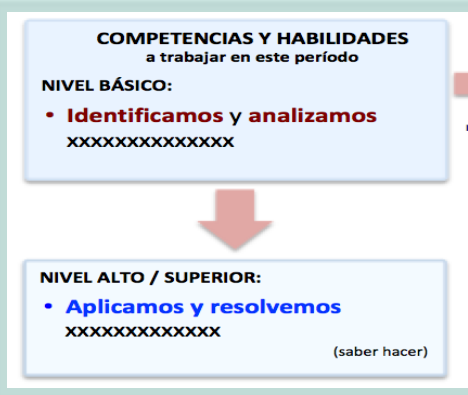 COMPETENCIAS Y HABILIDADES
a trabajar en este período
NIVEL BÁSICO:
• Identificamos y analizamos
xxxxxxxxxxxxxx
NIVEL ALTO / SUPERIOR:
• Aplicamos y resolvemos
xxxxxxxxxxxxx
(saber hacer)